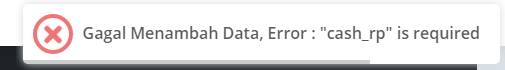 Gagal Menambah Data, Error : "cash_rp" is required